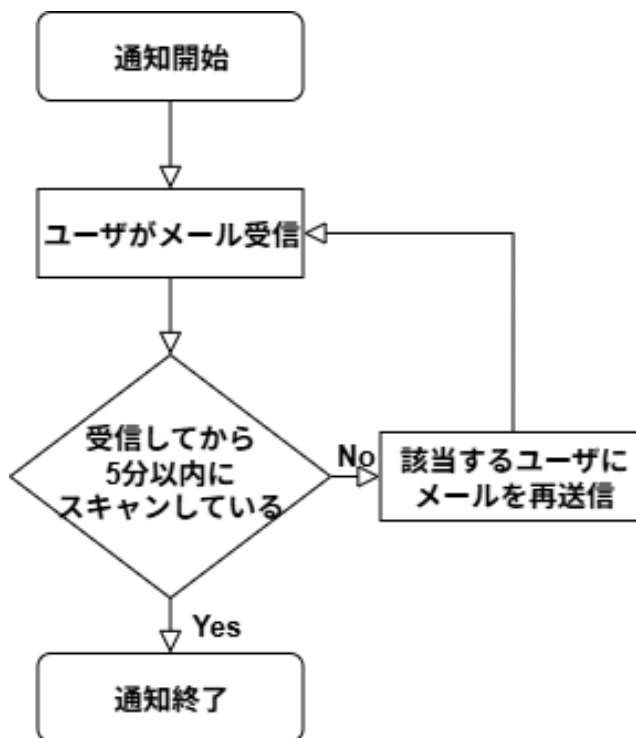 通知開始
ユーザがメール受信
受信してから
5分以内に
スキャンしている
No
該当するユーザに
メールを再送信
Yes
通知終了